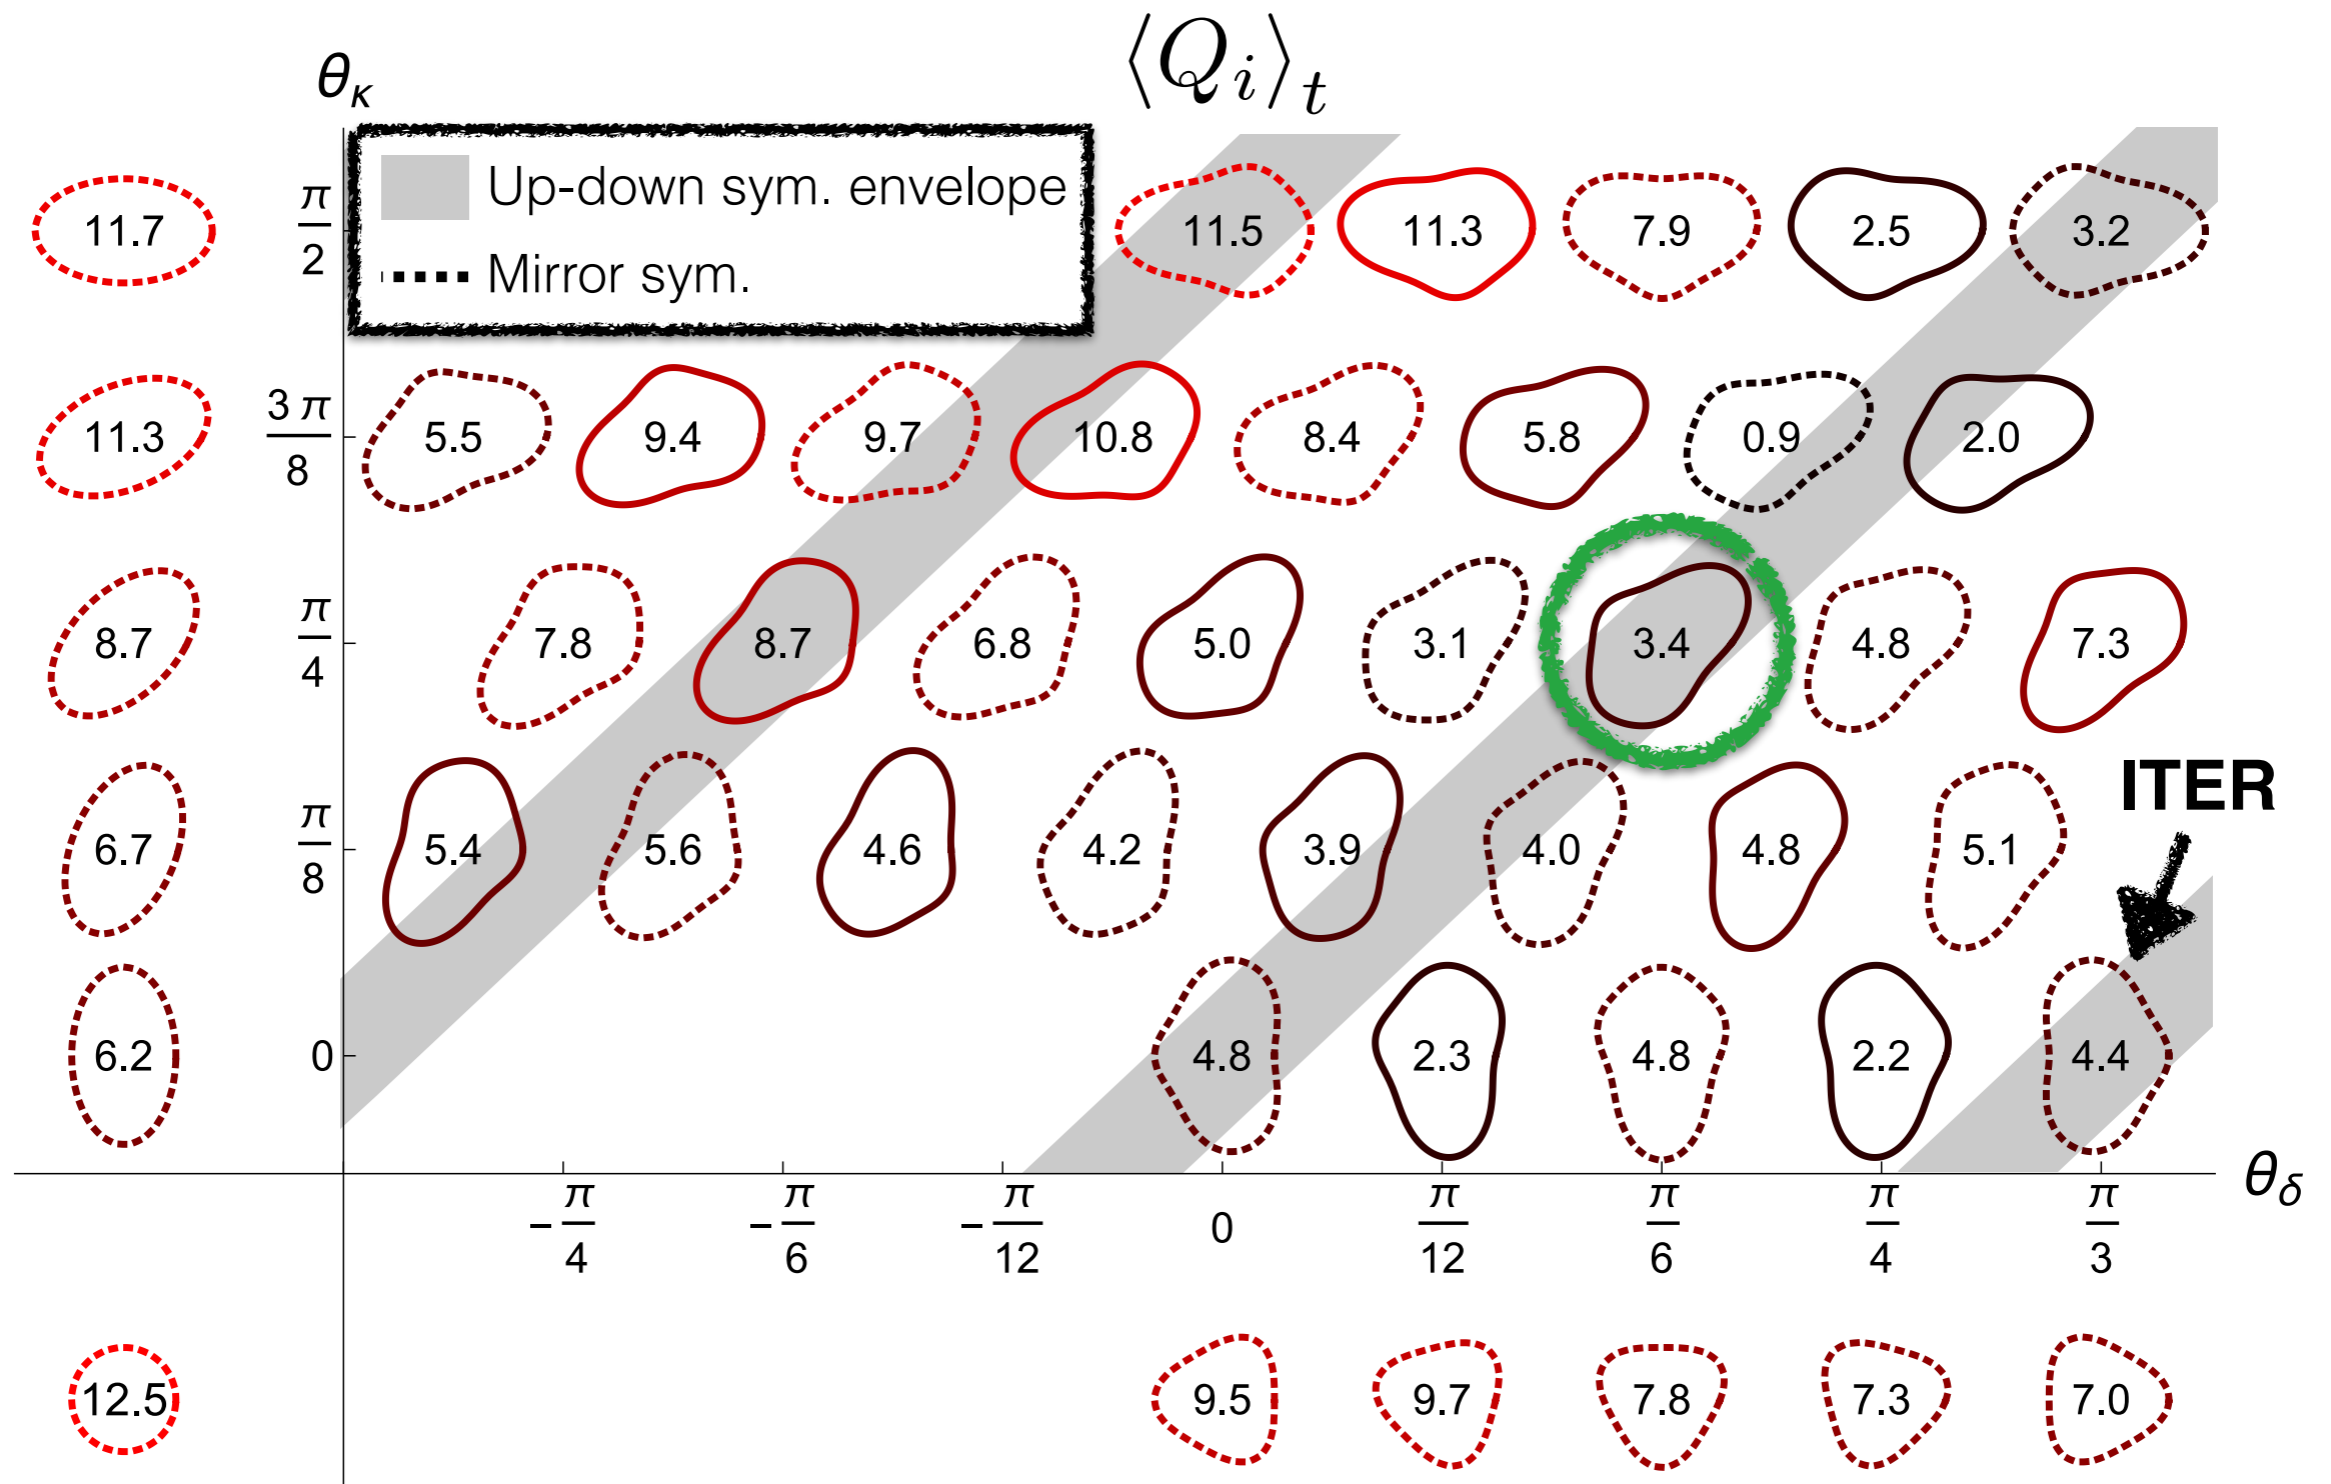 ⟨Qᵢ⟩ₜ
θκ
Up-down sym. envelope
Mirror sym.
11.7 π/2 11.5 11.3 7.9 2.5 3.2
11.3 3π/8 5.5 9.4 9.7 10.8 8.4 5.8 0.9 2.0
8.7 π/4 7.8 8.7 6.8 5.0 3.1 3.4 4.8 7.3
ITER
6.7 π/8 5.4 5.6 4.6 4.2 3.9 4.0 4.8 5.1
6.2 0 4.8 2.3 4.8 2.2 4.4
θδ
-π/4 -π/6 -π/12 0 π/12 π/6 π/4 π/3
12.5 9.5 9.7 7.8 7.3 7.0